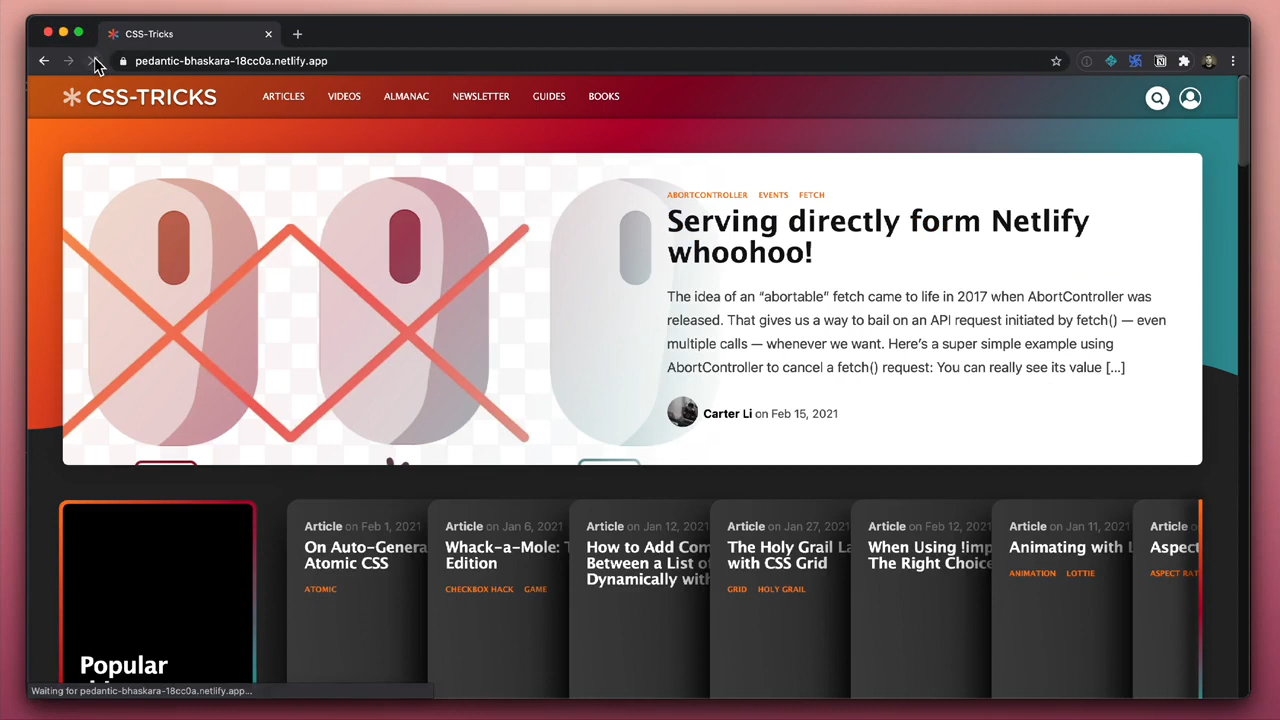 CSS-Tricks
pedantic-bhaskara-18cc0a.netlify.app
CSS-TRICKS
ARTICLES VIDEOS ALMANAC NEWSLETTER GUIDES BOOKS
ABORTCONTROLLER EVENTS FETCH
Serving directly form Netlify
whoohoo!
The idea of an “abortable” fetch came to life in 2017 when AbortController was
released. That gives us a way to bail on an API request initiated by fetch() — even
multiple calls — whenever we want. Here’s a super simple example using
AbortController to cancel a fetch() request: You can really see its value [...]
Carter Li on Feb 15, 2021
Popular
Article on Feb 1, 2021
On Auto-Genera
Atomic CSS
ATOMIC
Article on Jan 6, 2021
Whack-a-Mole: T
Edition
CHECKBOX HACK GAME
Article on Jan 12, 2021
How to Add Com
Between a List of
Dynamically with
Article on Jan 27, 2021
The Holy Grail La
with CSS Grid
GRID HOLY GRAIL
Article on Feb 12, 2021
When Using !imp
The Right Choice
Article on Jan 11, 2021
Animating with L
ANIMATION LOTTIE
Article o
Aspect
ASPECT RAT
Waiting for pedantic-bhaskara-18cc0a.netlify.app...